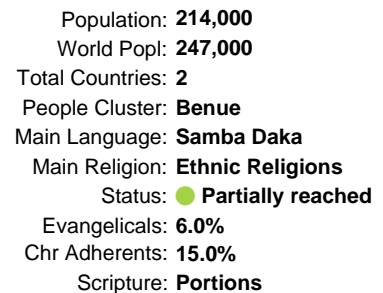 Population: 214,000
World Popl: 247,000
Total Countries: 2
People Cluster: Benue
Main Language: Samba Daka
Main Religion: Ethnic Religions
Status: Partially reached
Evangelicals: 6.0%
Chr Adherents: 15.0%
Scripture: Portions